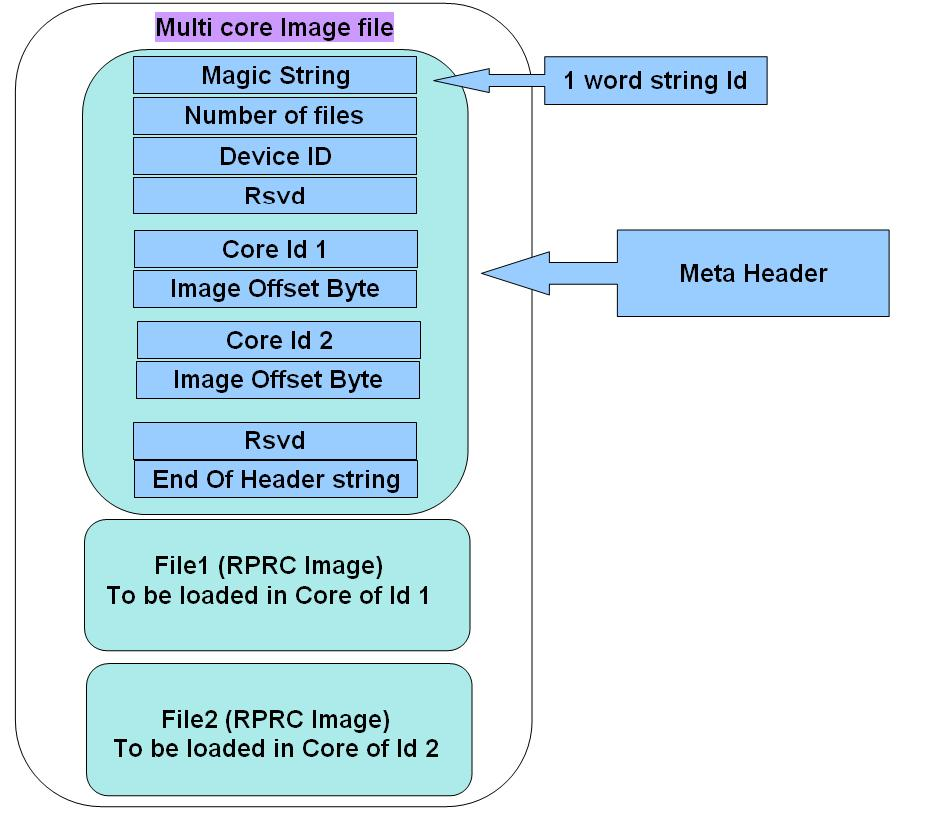 Multi core Image file
Magic String
1 word string Id
Number of files
Device ID
Rsvd
Core Id 1
Image Offset Byte
Meta Header
Core Id 2
Image Offset Byte
Rsvd
End Of Header string
File1 (RPRC Image)
To be loaded in Core of Id 1
File2 (RPRC Image)
To be loaded in Core of Id 2